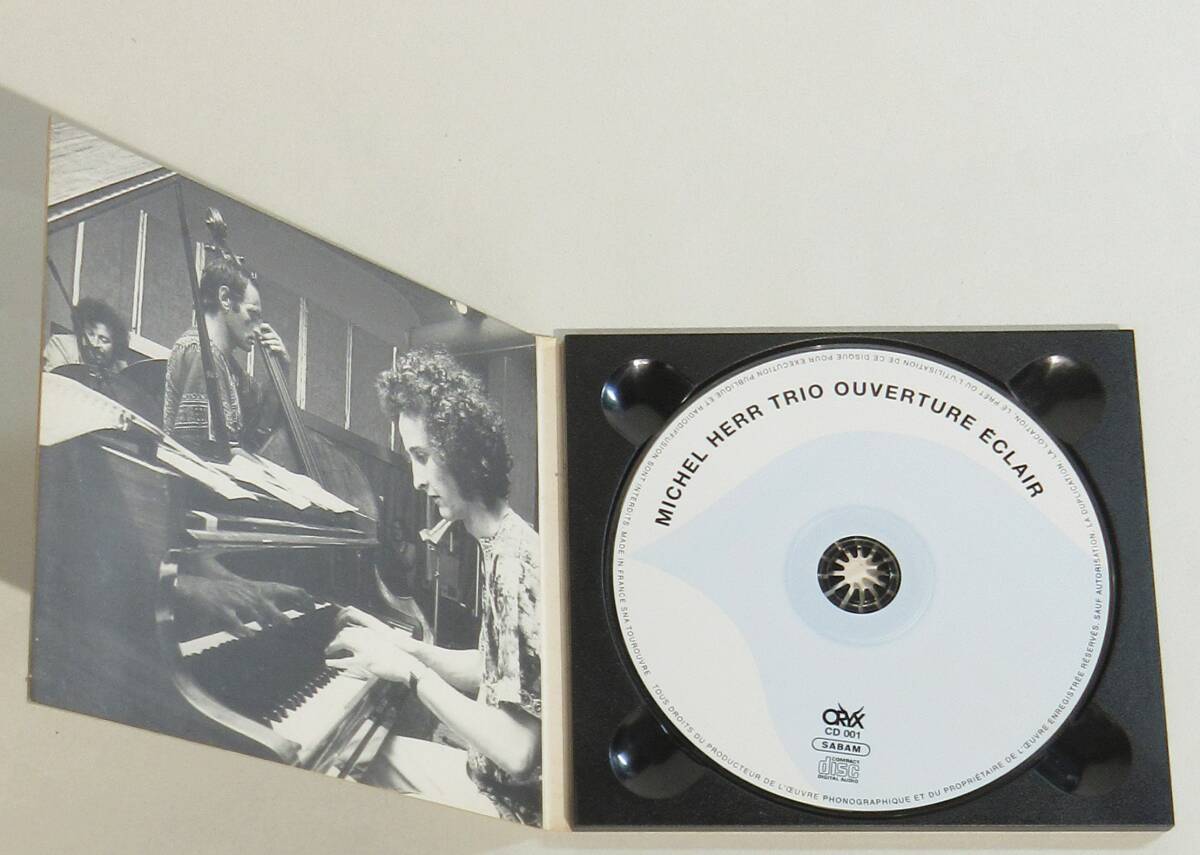 MICHEL HERR TRIO OUVERTURE ÉCLAIR
ORYX
CD 001
SABAM
COMPACT
disc
DIGITAL AUDIO
TOUS DROITS DU PRODUCTEUR DE L'ŒUVRE PHONOGRAPHIQUE ET DU PROPRIÉTAIRE DE L'ŒUVRE ENREGISTRÉE RÉSERVÉS. SAUF AUTORISATION LA DUPLICATION, LA LOCATION, LE PRÊT OU L'UTILISATION DE CE DISQUE POUR EXÉCUTION PUBLIQUE ET RADIODIFFUSION SONT INTERDITS MADE IN FRANCE SNA TOUROUVRE